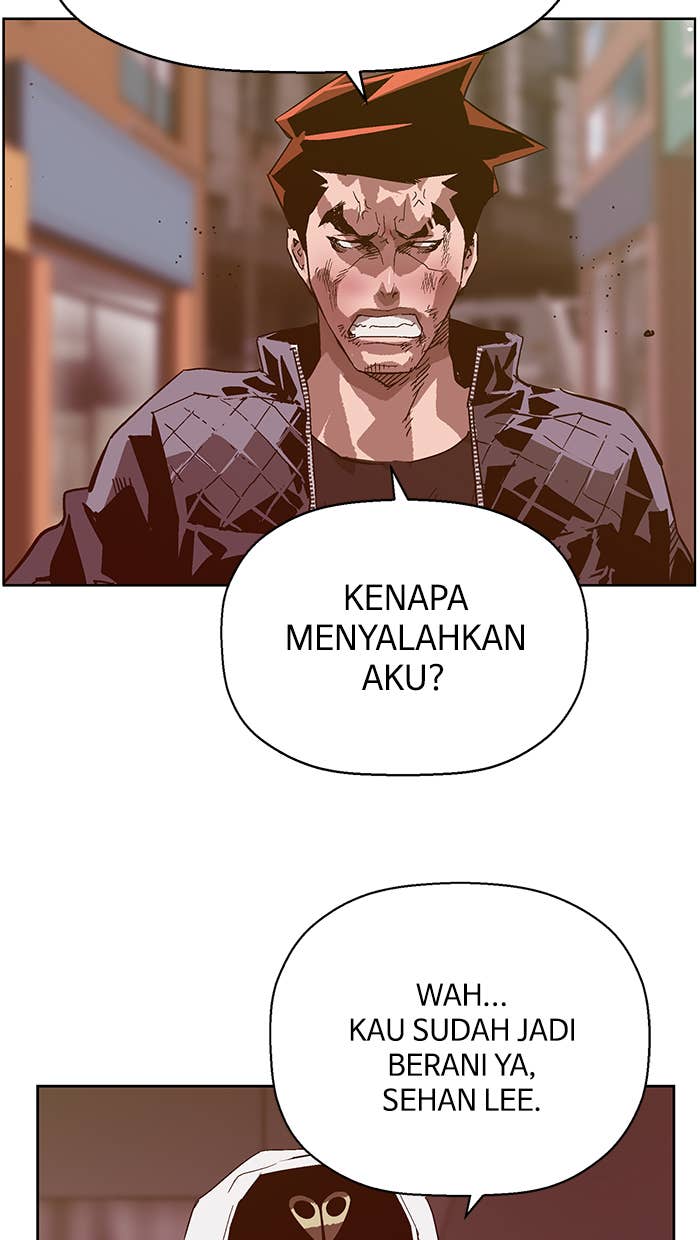 KENAPA
MENYALAHKAN
AKU?
WAH...
KAU SUDAH JADI
BERANI YA,
SEHAN LEE.